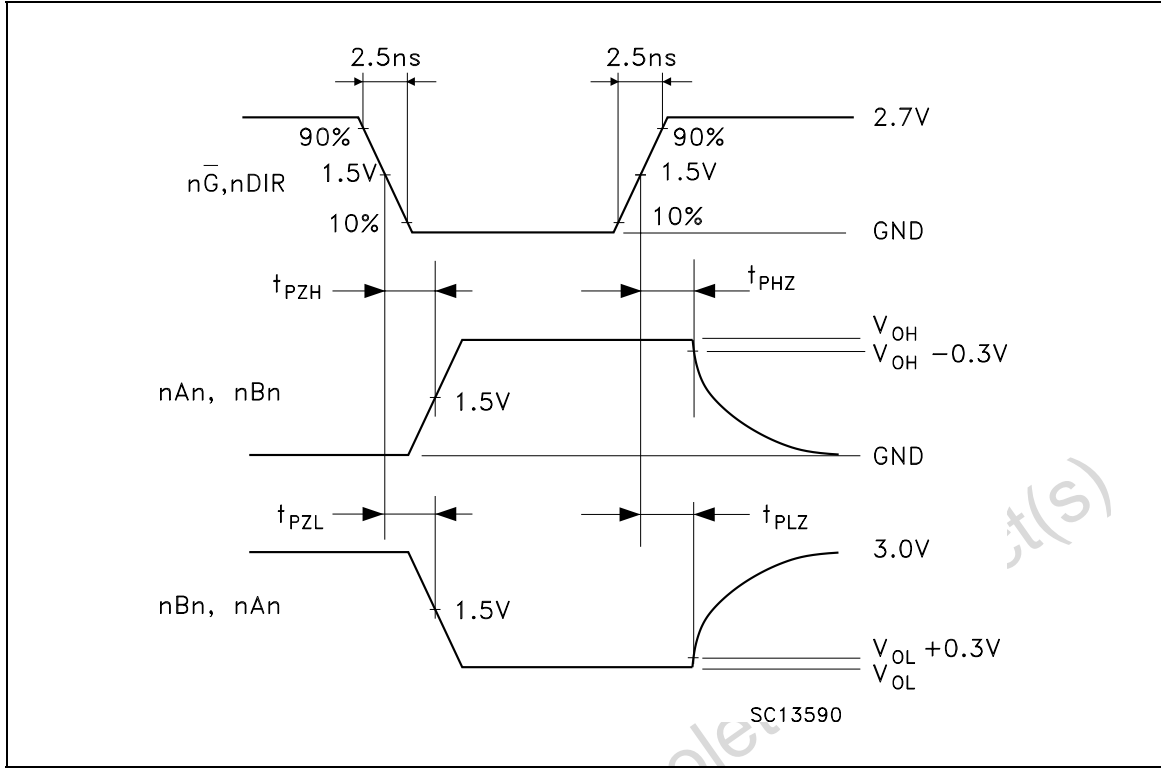 2.5ns 2.5ns
2.7V
90% 90%
nG̅,nDIR 1.5V 1.5V
10% 10%
GND
tPZH tPHZ
VOH
VOH −0.3V
nAn, nBn 1.5V
GND
tPZL tPLZ
3.0V
nBn, nAn 1.5V
VOL +0.3V
VOL
SC13590